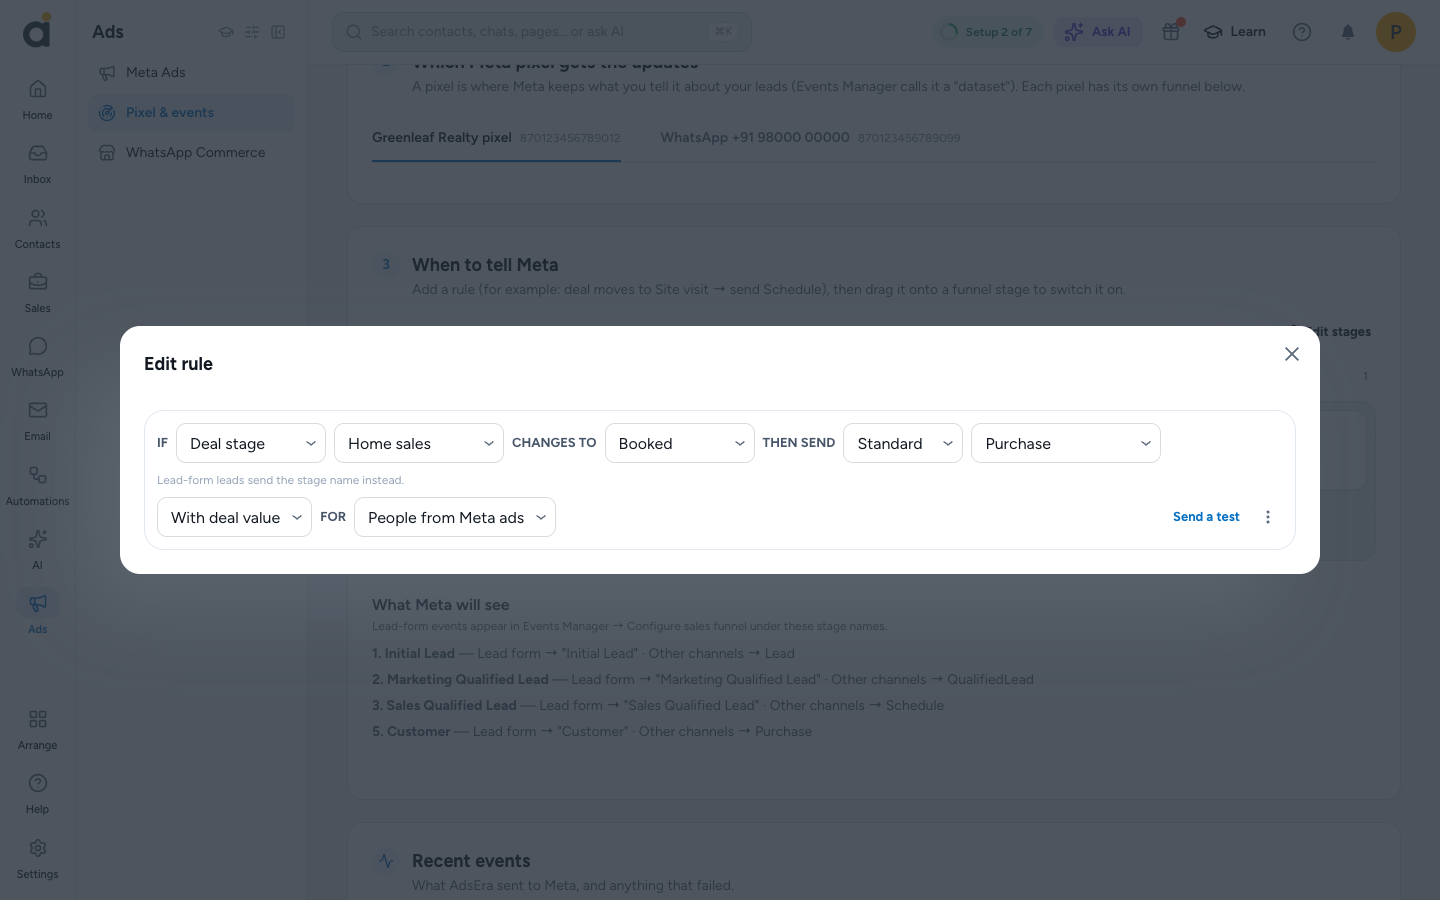 Ads
Search contacts, chats, pages... or ask AI
⌘K
Setup 2 of 7
Ask AI
Learn
P
Home
Inbox
Contacts
Sales
WhatsApp
Email
Automations
AI
Ads
Arrange
Help
Settings
Meta Ads
Pixel & events
WhatsApp Commerce
Which Meta pixel gets the updates
A pixel is where Meta keeps what you tell it about your leads (Events Manager calls it a "dataset"). Each pixel has its own funnel below.
Greenleaf Realty pixel 870123456789012
WhatsApp +91 98000 00000 870123456789099
3
When to tell Meta
Add a rule (for example: deal moves to Site visit → send Schedule), then drag it onto a funnel stage to switch it on.
dit stages
1
Edit rule
IF Deal stage Home sales CHANGES TO Booked THEN SEND Standard Purchase
Lead-form leads send the stage name instead.
With deal value FOR People from Meta ads Send a test
What Meta will see
Lead-form events appear in Events Manager → Configure sales funnel under these stage names.
1. Initial Lead — Lead form → "Initial Lead" · Other channels → Lead
2. Marketing Qualified Lead — Lead form → "Marketing Qualified Lead" · Other channels → QualifiedLead
3. Sales Qualified Lead — Lead form → "Sales Qualified Lead" · Other channels → Schedule
5. Customer — Lead form → "Customer" · Other channels → Purchase
Recent events
What AdsEra sent to Meta, and anything that failed.